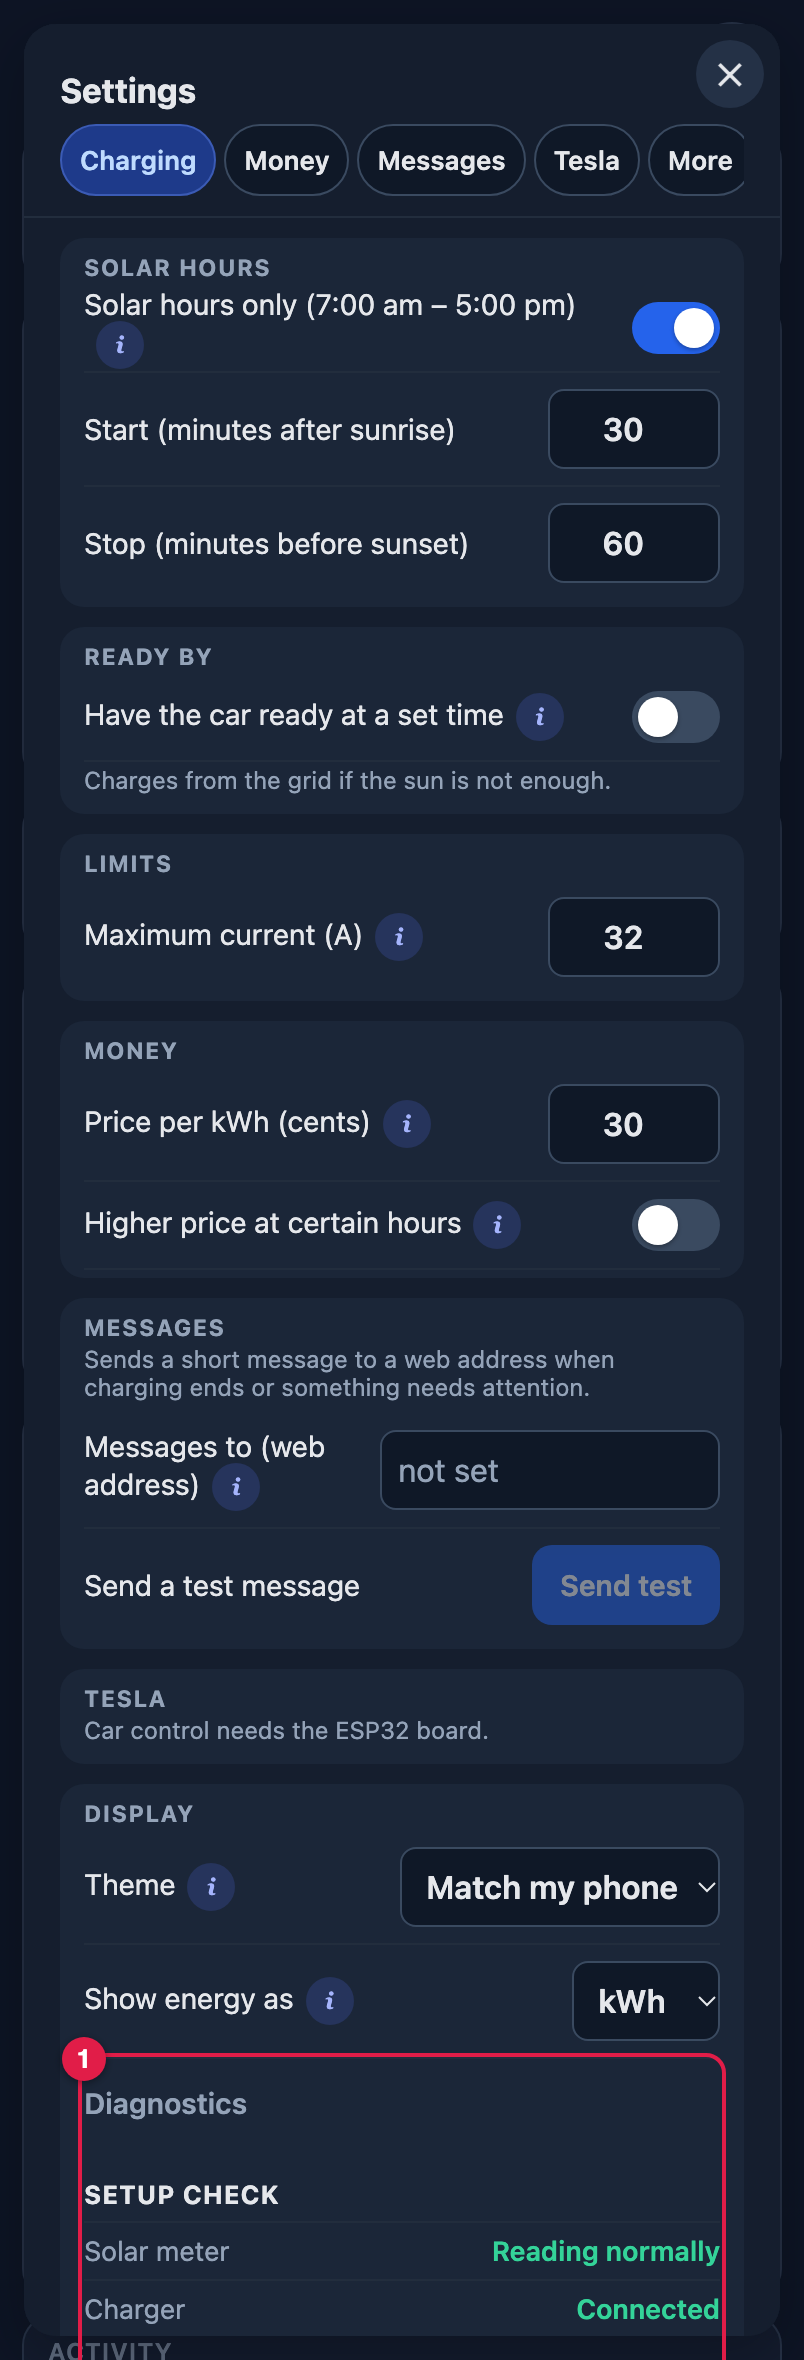 Settings
Charging
Money
Messages
Tesla
More
SOLAR HOURS
Solar hours only (7:00 am – 5:00 pm)
i
Start (minutes after sunrise)
30
Stop (minutes before sunset)
60
READY BY
Have the car ready at a set time
i
Charges from the grid if the sun is not enough.
LIMITS
Maximum current (A)
i
32
MONEY
Price per kWh (cents)
i
30
Higher price at certain hours
i
MESSAGES
Sends a short message to a web address when
charging ends or something needs attention.
Messages to (web
address)
i
not set
Send a test message
Send test
TESLA
Car control needs the ESP32 board.
DISPLAY
Theme
i
Match my phone
Show energy as
i
kWh
1
Diagnostics
SETUP CHECK
Solar meter
Reading normally
Charger
Connected
ACTIVITY